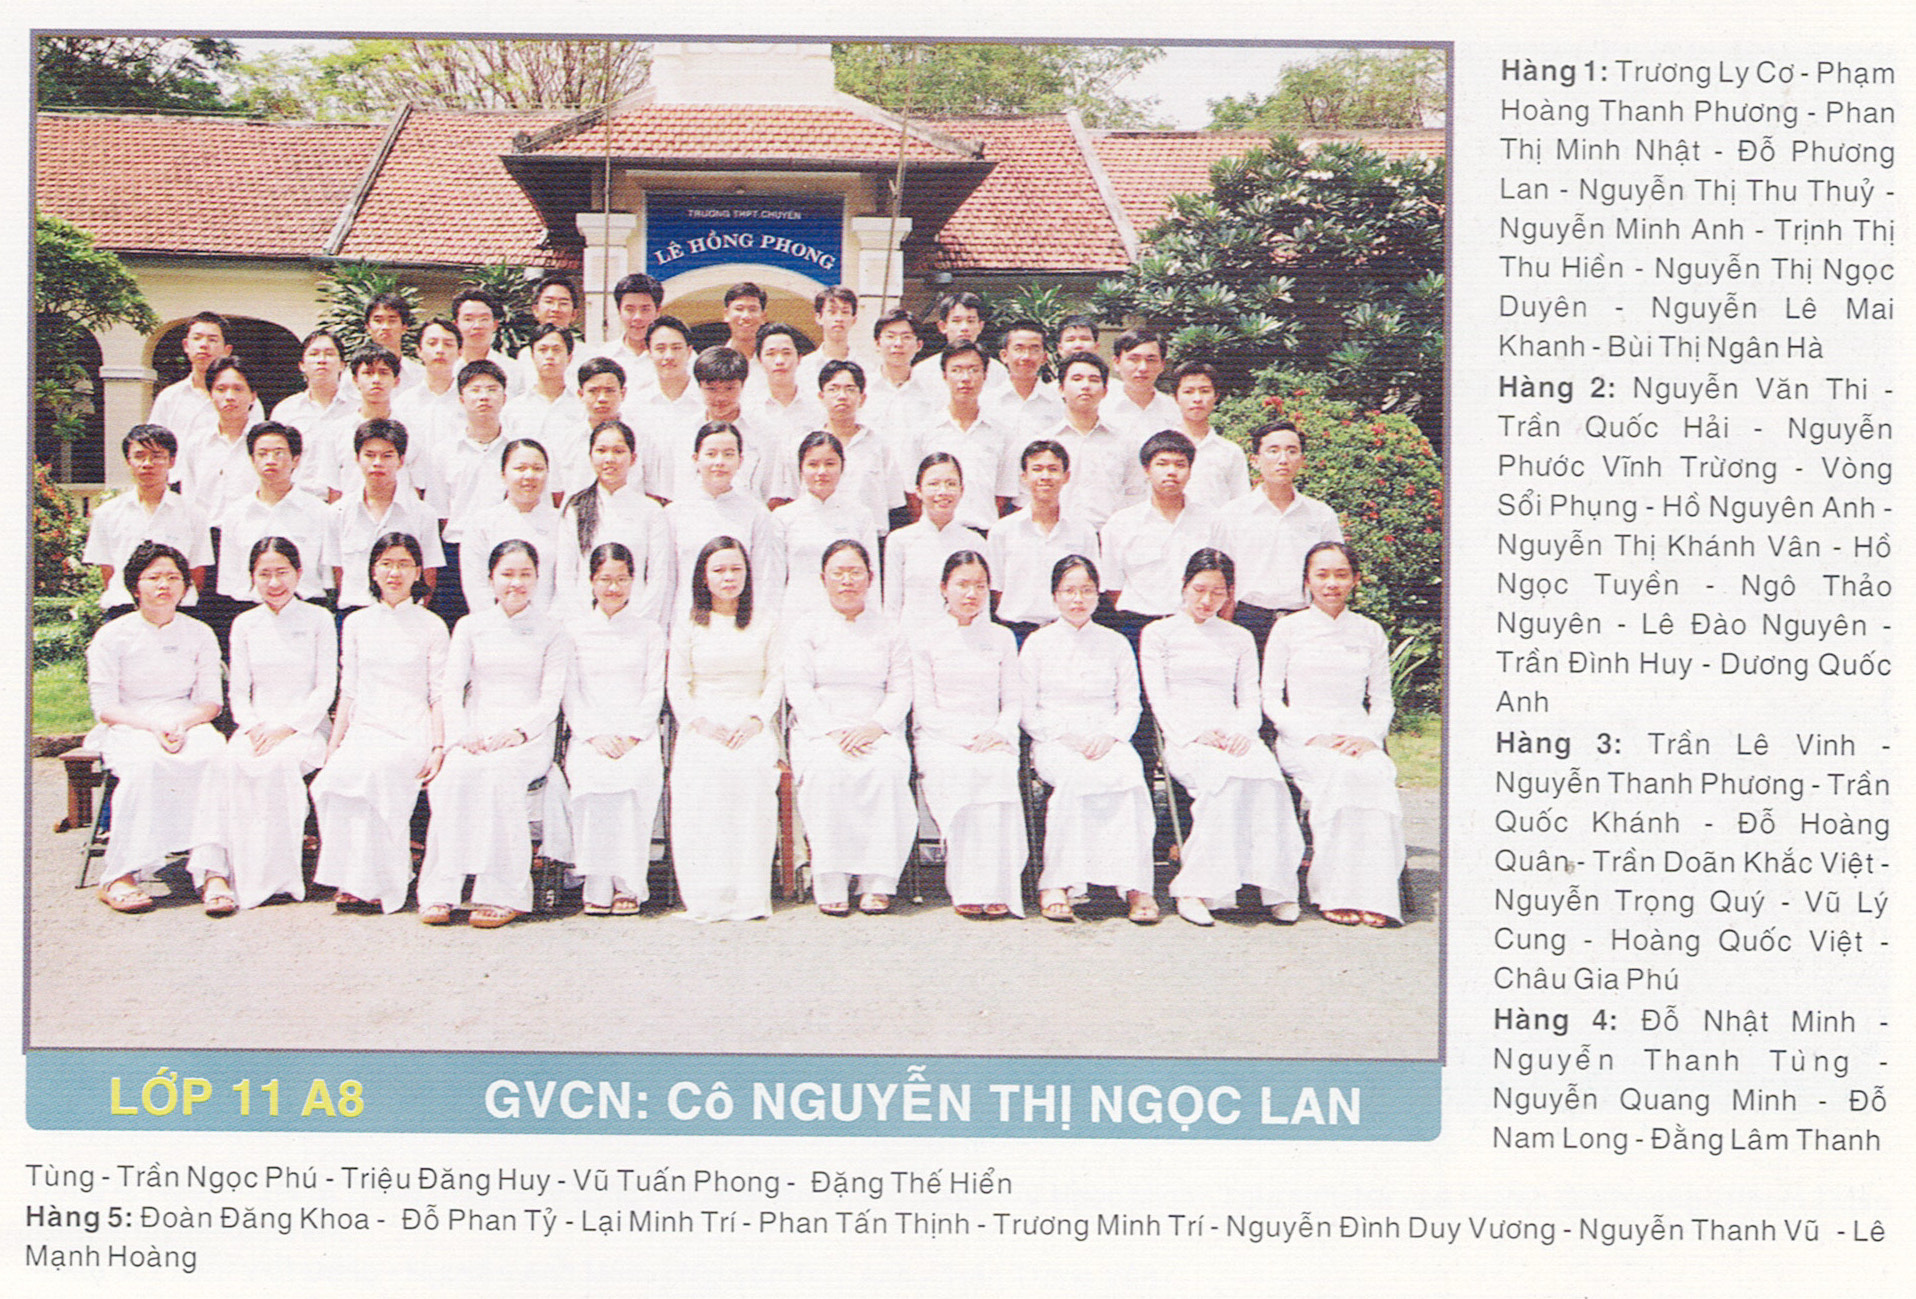 TRƯỜNG THPT. CHUYÊN
LÊ HỒNG PHONG
LỚP 11 A8 GVCN: Cô NGUYỄN THỊ NGỌC LAN
Hàng 1: Trương Ly Cơ - Phạm
Hoàng Thanh Phương - Phan
Thị Minh Nhật - Đỗ Phương
Lan - Nguyễn Thị Thu Thuỷ -
Nguyễn Minh Anh - Trịnh Thị
Thu Hiền - Nguyễn Thị Ngọc
Duyên - Nguyễn Lê Mai
Khanh - Bùi Thị Ngân Hà
Hàng 2: Nguyễn Văn Thi -
Trần Quốc Hải - Nguyễn
Phước Vĩnh Trừơng - Vòng
Sổi Phụng - Hồ Nguyên Anh -
Nguyễn Thị Khánh Vân - Hồ
Ngọc Tuyền - Ngô Thảo
Nguyên - Lê Đào Nguyên -
Trần Đình Huy - Dương Quốc
Anh
Hàng 3: Trần Lê Vinh -
Nguyễn Thanh Phương - Trần
Quốc Khánh - Đỗ Hoàng
Quân - Trần Doãn Khắc Việt -
Nguyễn Trọng Quý - Vũ Lý
Cung - Hoàng Quốc Việt -
Châu Gia Phú
Hàng 4: Đỗ Nhật Minh -
Nguyễn Thanh Tùng -
Nguyễn Quang Minh - Đỗ
Nam Long - Đằng Lâm Thanh
Tùng - Trần Ngọc Phú - Triệu Đăng Huy - Vũ Tuấn Phong - Đặng Thế Hiển
Hàng 5: Đoàn Đăng Khoa - Đỗ Phan Tỷ - Lại Minh Trí - Phan Tấn Thịnh - Trương Minh Trí - Nguyễn Đình Duy Vương - Nguyễn Thanh Vũ - Lê
Mạnh Hoàng